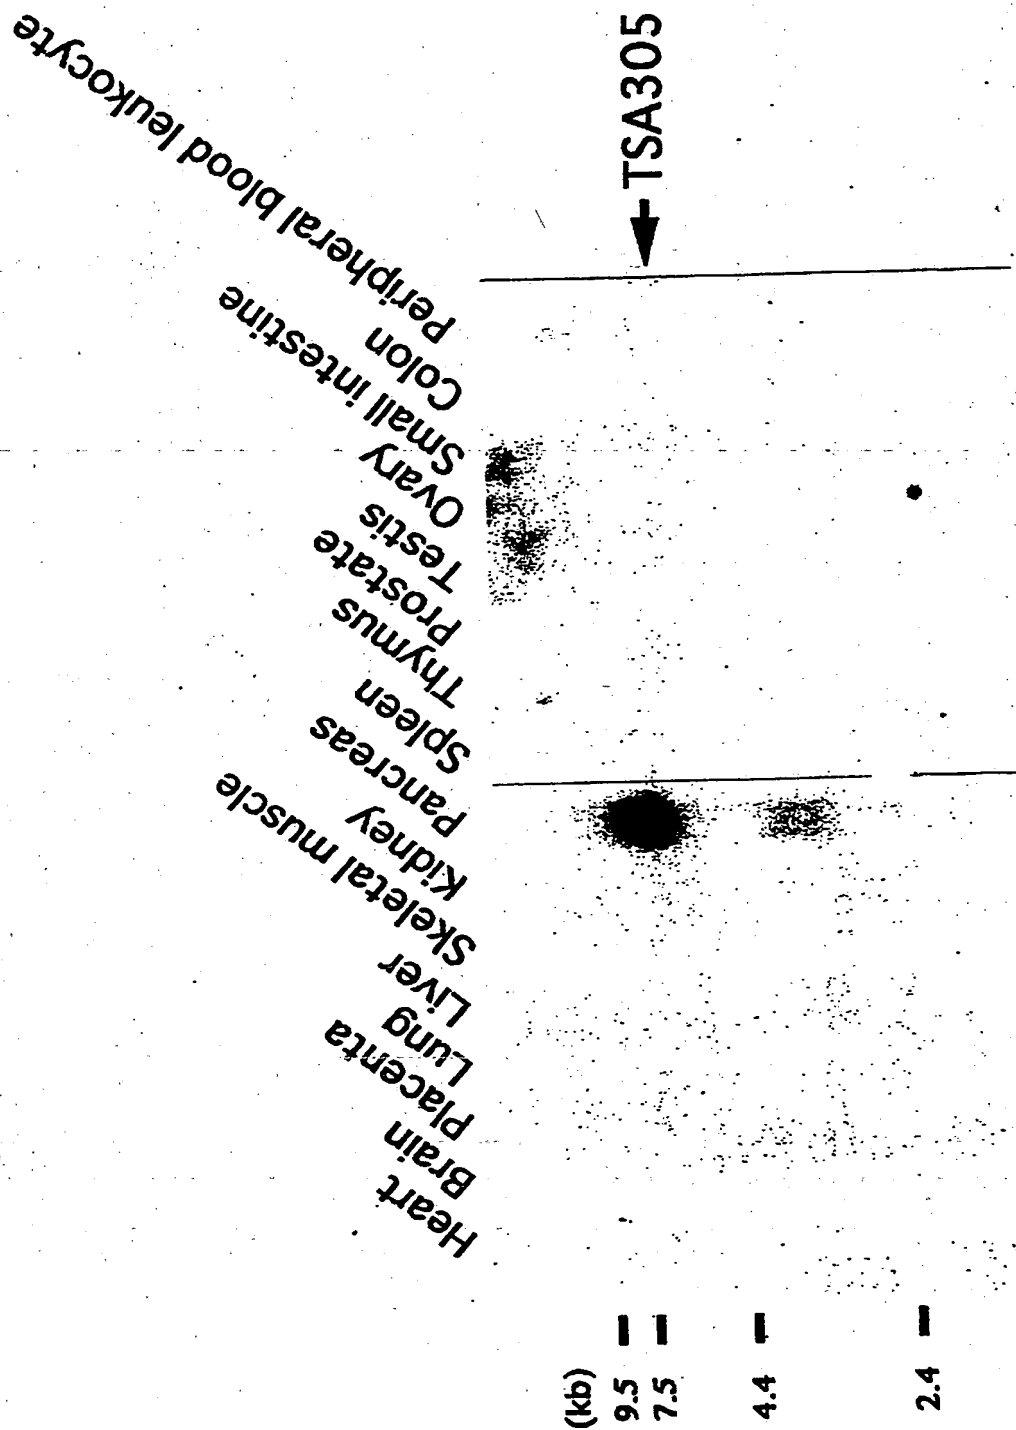 Heart
Brain
Placenta
Lung
Liver
Skeletal muscle
Kidney
Pancreas
Spleen
Thymus
Prostate
Testis
Ovary
Small intestine
Colon
Peripheral blood leukocyte
(kb)
9.5
7.5
4.4
2.4
TSA305